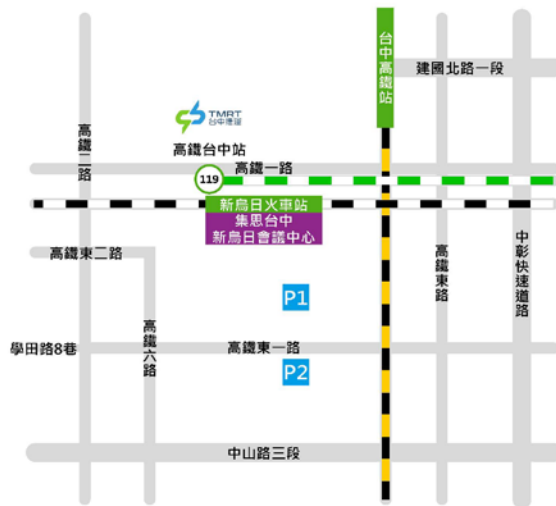 台中高鐵站
建國北路一段
TMRT
台中捷運
高鐵二路
高鐵台中站
高鐵一路
119
新烏日火車站
集思台中
新烏日會議中心
高鐵東二路
高鐵東路
中彰快速道路
P1
高鐵六路
學田路8巷
高鐵東一路
P2
中山路三段